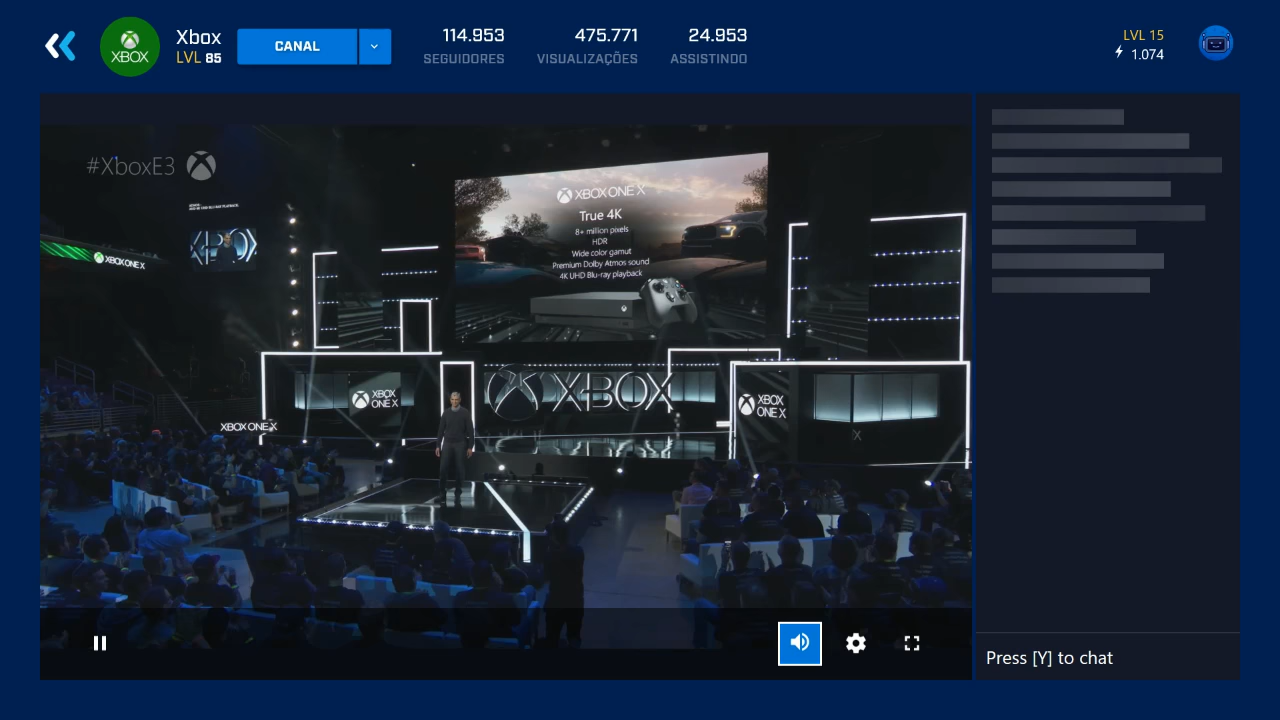 XBOX
Xbox
LVL 85
CANAL
114.953
SEGUIDORES
475.771
VISUALIZAÇÕES
24.953
ASSISTINDO
LVL 15
1.074
#XboxE3
XBOX ONE X
True 4K
8+ million pixels
HDR
Wide color gamut
Premium Dolby Atmos sound
4K UHD Blu-ray playback
XBOX ONE X
XBOX
ONE X
XBOX
XBOX
ONE X
XBOX ONE X
X
Press [Y] to chat